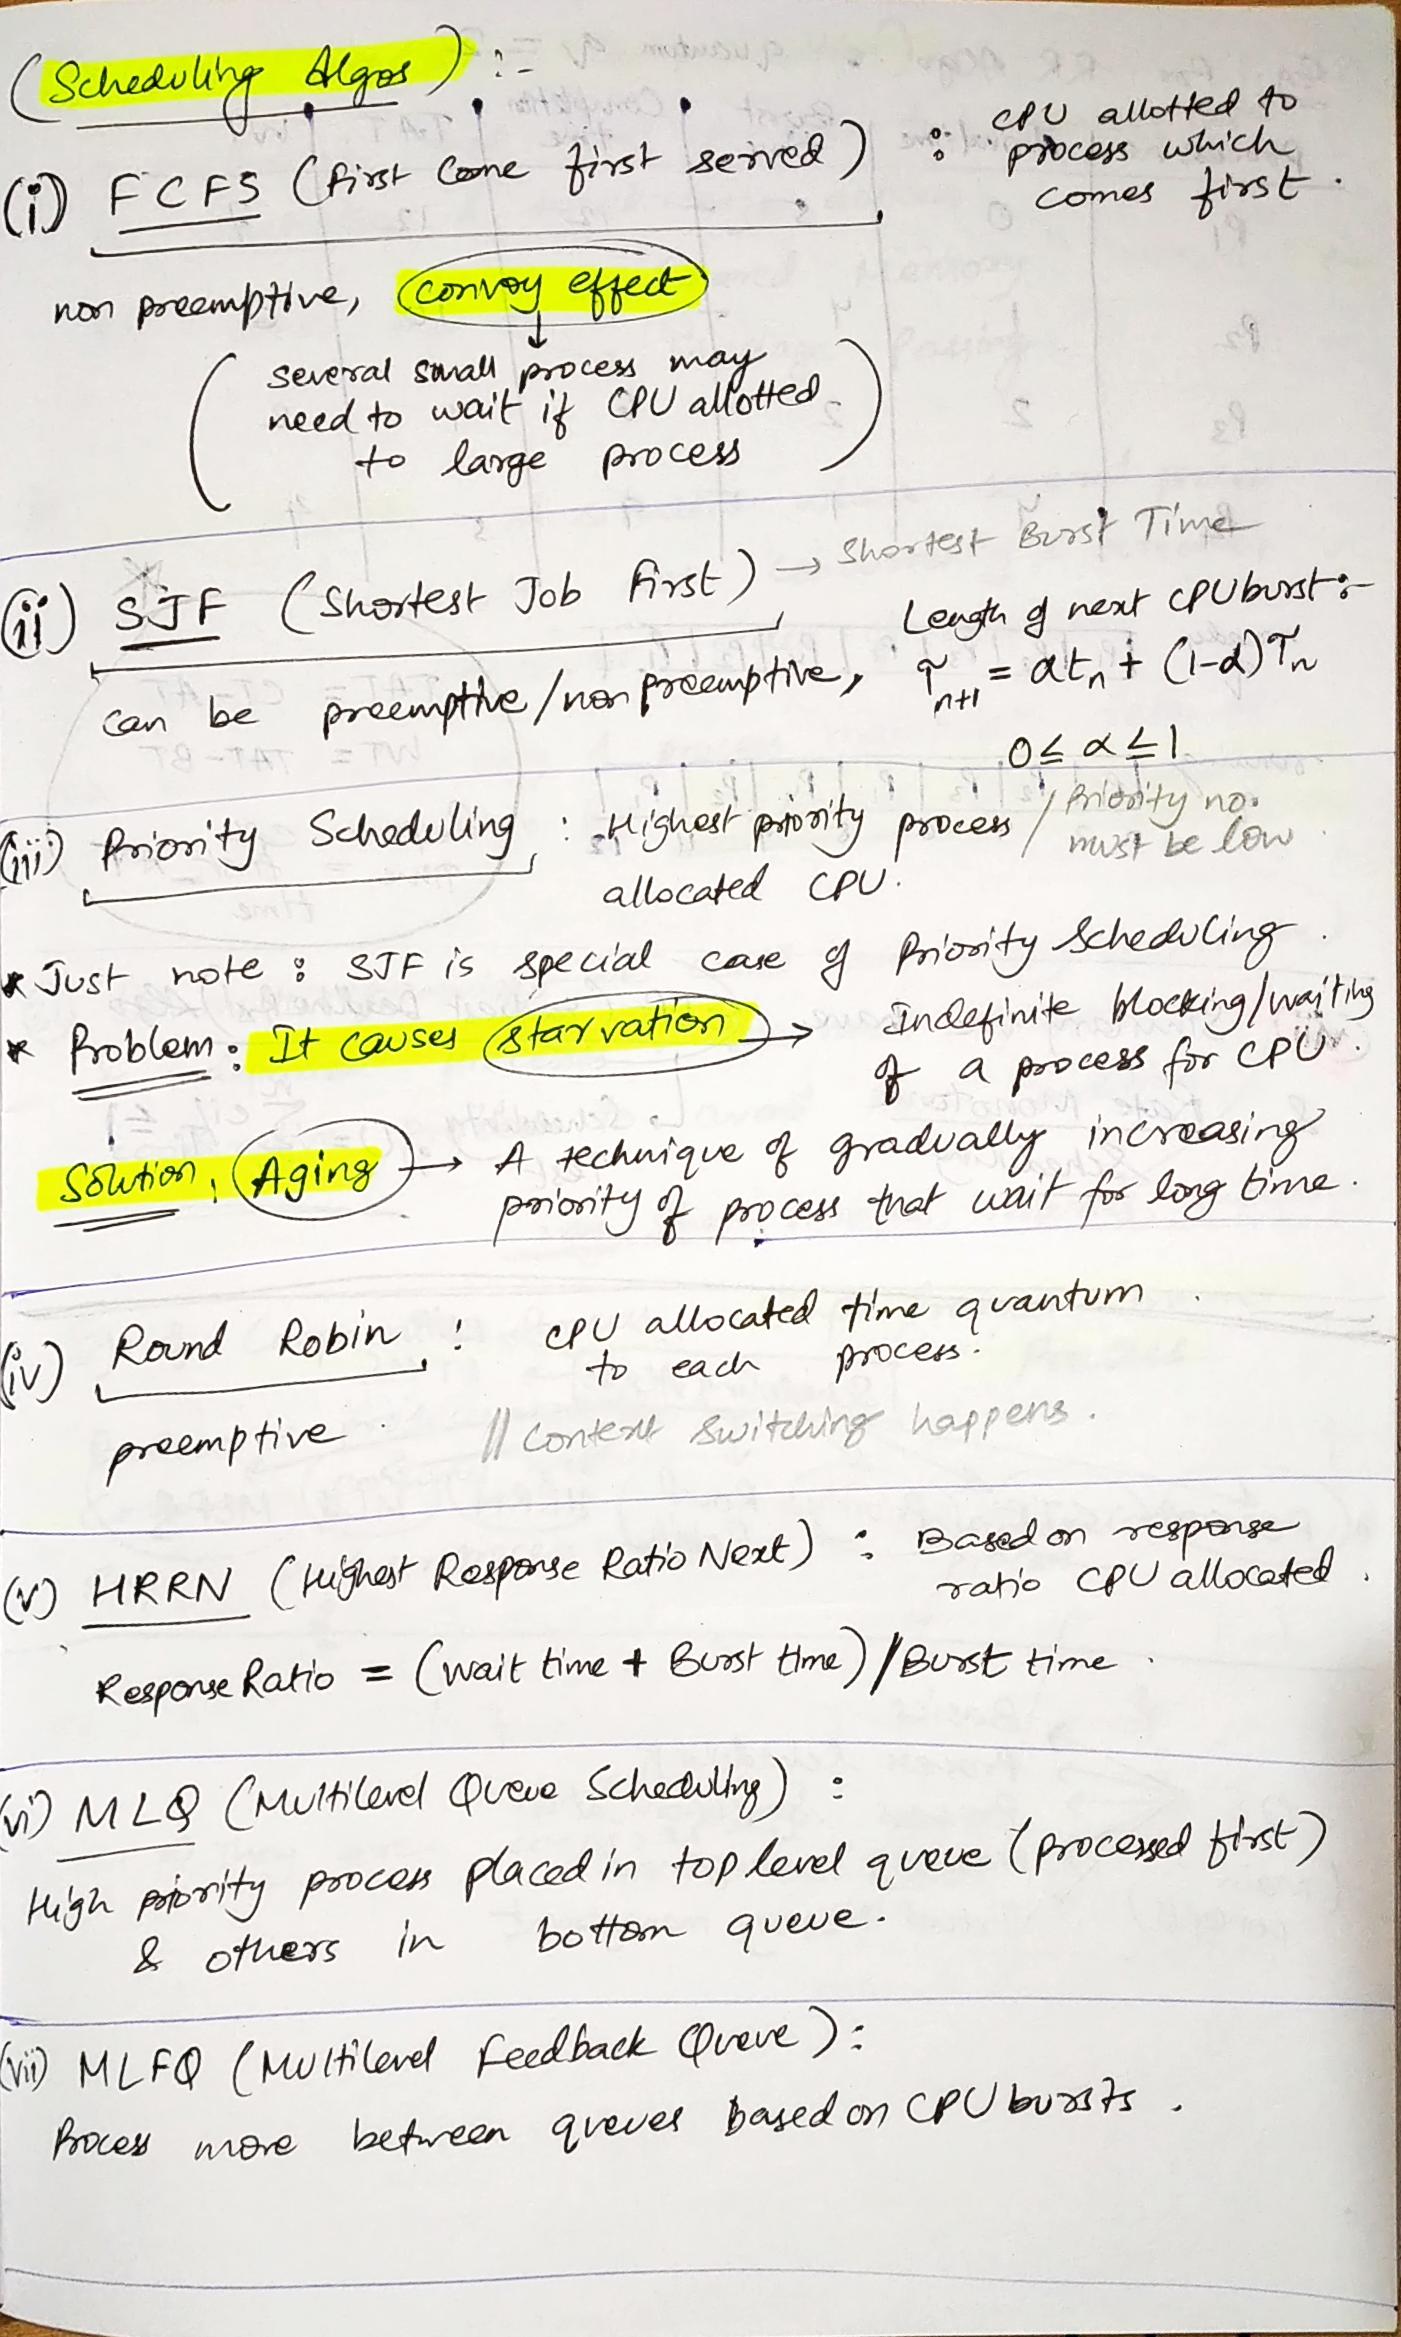 (Scheduling Algos) :-
(i) FCFS (first Come first served) : CPU allotted to
process which
comes first.
non preemptive, convoy effect
(several small process may
need to wait if CPU allotted
to large process)
(ii) SJF (Shortest Job First) → Shortest Burst Time
can be preemptive/non preemptive, Length of next CPU burst :-
τn+1 = αtn + (1-α)τn
0≤α≤1
(iii) Priority Scheduling : Highest priority process / Priority no.
must be low
allocated CPU.
* Just note : SJF is special case of Priority Scheduling.
* Problem : It causes starvation → Indefinite blocking/waiting
of a process for CPU.
Solution : Aging → A technique of gradually increasing
priority of process that wait for long time.
(iv) Round Robin : CPU allocated time quantum
to each process.
preemptive. // Context switching happens.
(v) HRRN (Highest Response Ratio Next) : Based on response
ratio CPU allocated.
Response Ratio = (wait time + Burst time)/Burst time.
(vi) MLQ (Multilevel Queue Scheduling) :
High priority process placed in top level queue (processed first)
& others in bottom queue.
(vii) MLFQ (Multilevel Feedback Queue) :
Process move between queues based on CPU bursts.